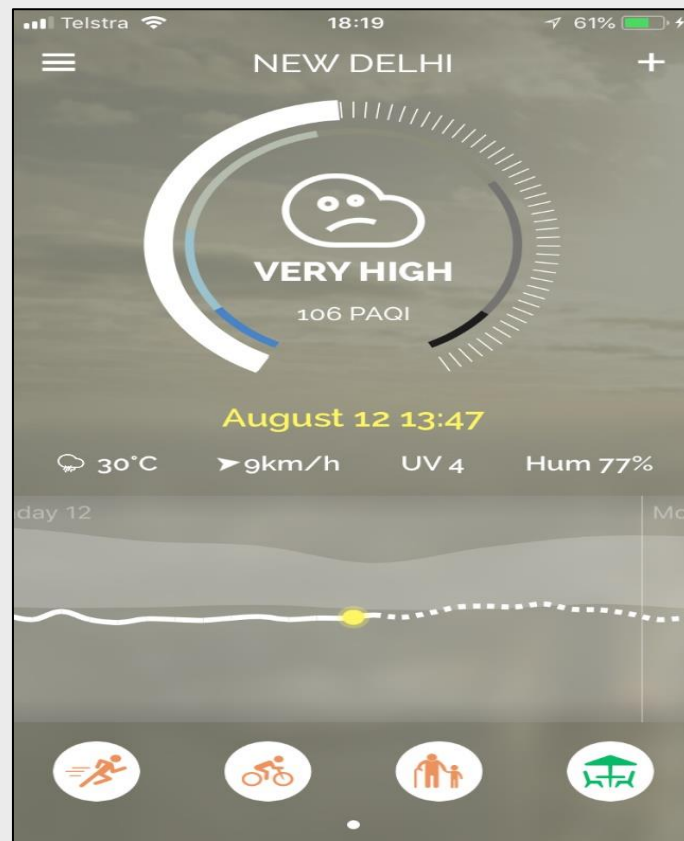 Telstra 18:19 61%
NEW DELHI
VERY HIGH
106 PAQI
August 12 13:47
30°C 9km/h UV 4 Hum 77%
day 12 Mo